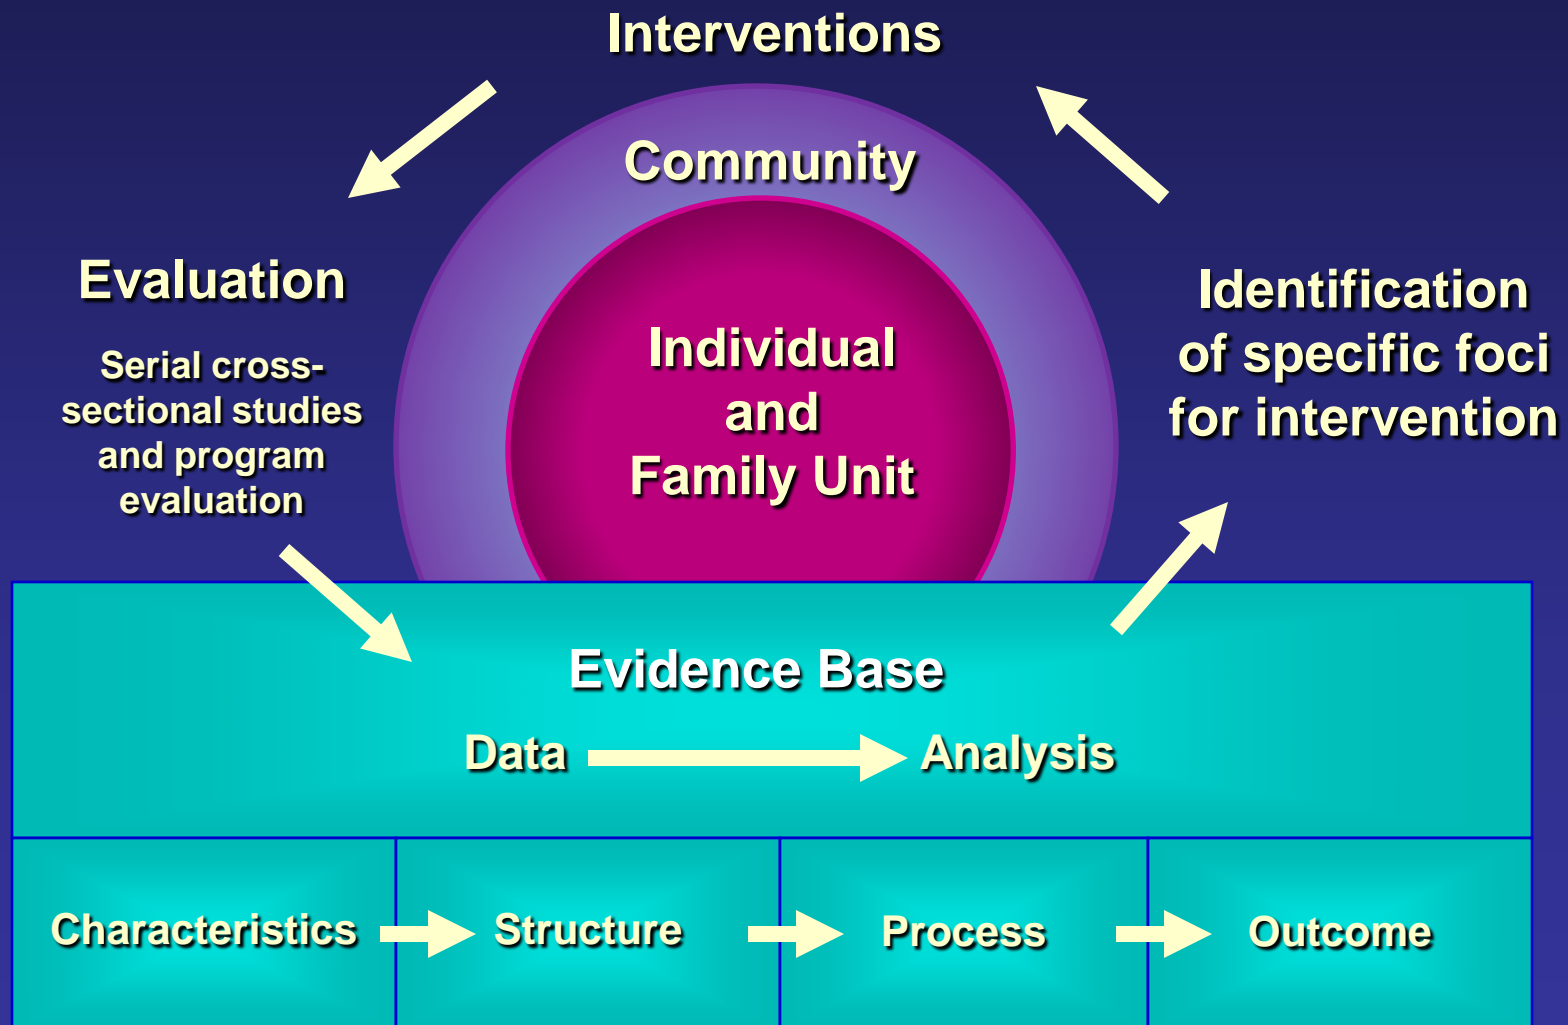 Interventions
Community
Evaluation
Serial cross-
sectional studies
and program
evaluation
Individual
and
Family Unit
Identification
of specific foci
for intervention
Evidence Base
Data
Analysis
Characteristics
Structure
Process
Outcome